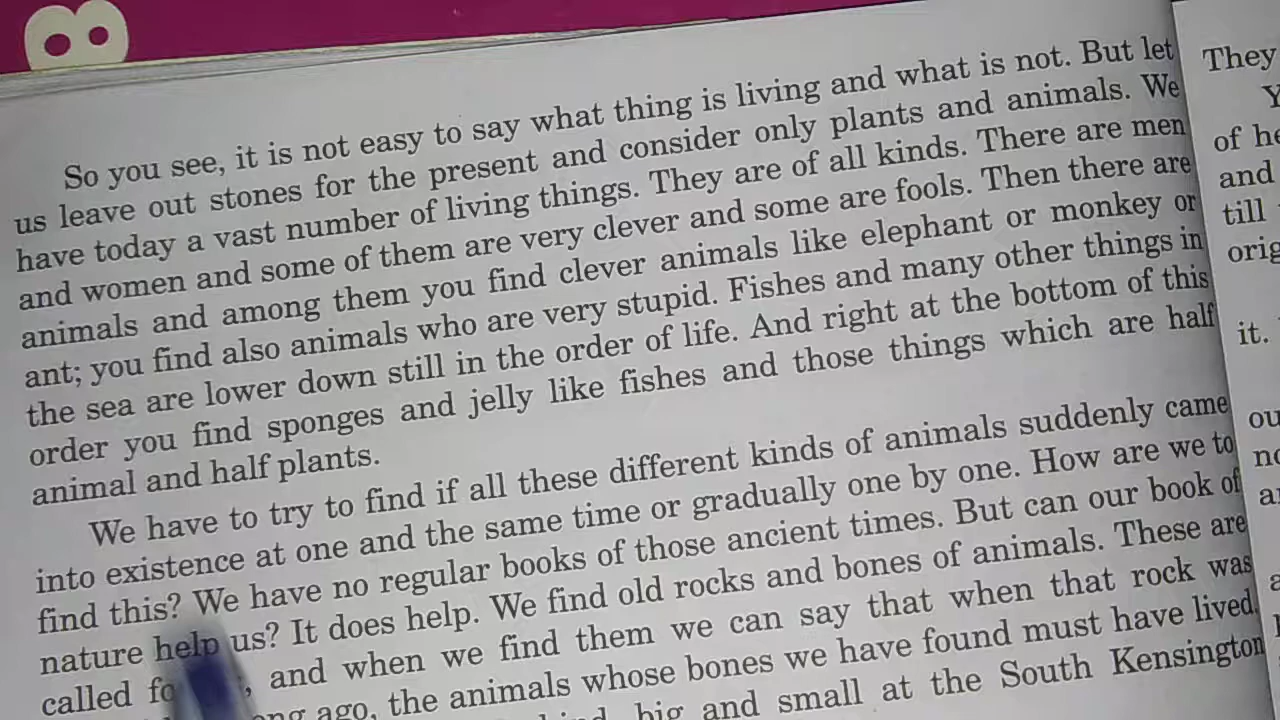 8
So you see, it is not easy to say what thing is living and what is not. But let
us leave out stones for the present and consider only plants and animals. We
have today a vast number of living things. They are of all kinds. There are men
and women and some of them are very clever and some are fools. Then there are
animals and among them you find clever animals like elephant or monkey or
ant; you find also animals who are very stupid. Fishes and many other things in
the sea are lower down still in the order of life. And right at the bottom of this
order you find sponges and jelly like fishes and those things which are half
animal and half plants.
We have to try to find if all these different kinds of animals suddenly came
into existence at one and the same time or gradually one by one. How are we to
find this? We have no regular books of those ancient times. But can our book of
nature help us? It does help. We find old rocks and bones of animals. These are
called , and when we find them we can say that when that rock was
ago, the animals whose bones we have found must have lived.
big and small at the South Kensington
They
Y
of
and
till
it.